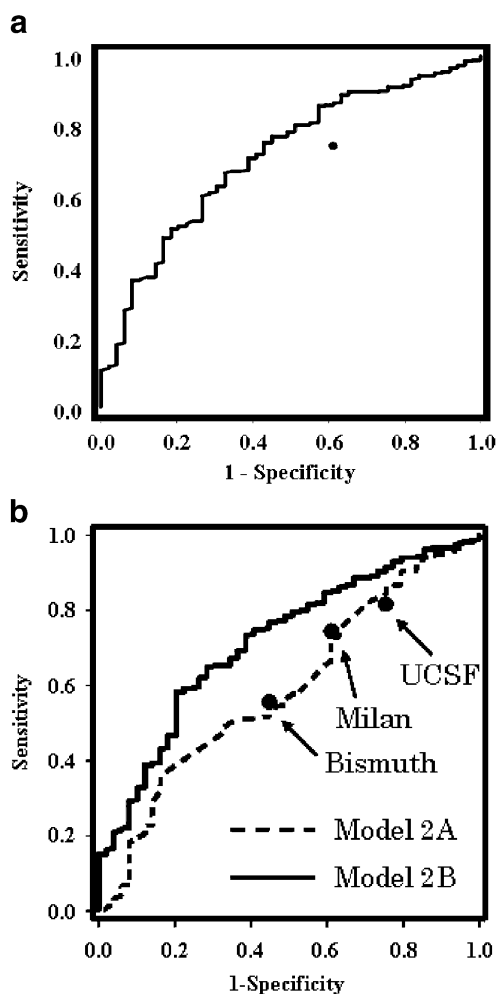 a
1.0
0.8
0.6
0.4
0.2
0.0
Sensitivity
0.0 0.2 0.4 0.6 0.8 1.0
1 - Specificity
b
1.0
0.8
0.6
0.4
0.2
0.0
Sensitivity
UCSF
Milan
Bismuth
Model 2A
Model 2B
0.0 0.2 0.4 0.6 0.8 1.0
1-Specificity